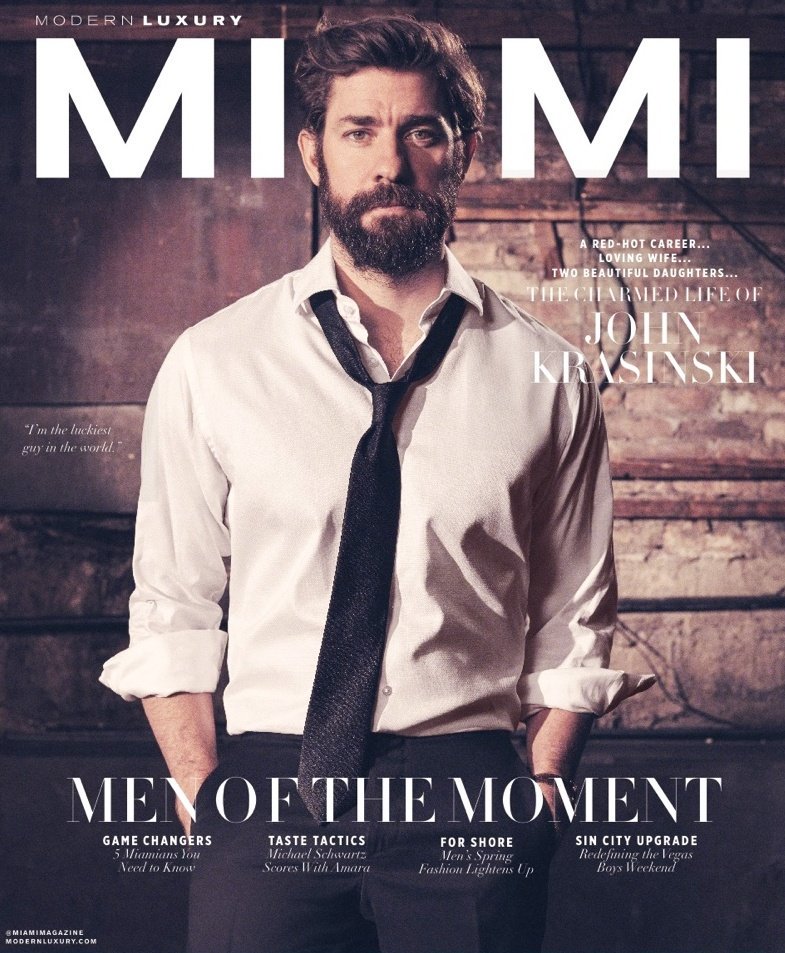 MODERN LUXURY
MI MI
A RED-HOT CAREER...
LOVING WIFE...
TWO BEAUTIFUL DAUGHTERS...
THE CHARMED LIFE OF
JOHN
KRASINSKI
“I’m the luckiest
guy in the world.”
MEN OF THE MOMENT
GAME CHANGERS
5 Miamians You
Need to Know
TASTE TACTICS
Michael Schwartz
Scores With Amara
FOR SHORE
Men’s Spring
Fashion Lightens Up
SIN CITY UPGRADE
Redefining the Vegas
Boys Weekend
@MIAMIMAGAZINE
MODERNLUXURY.COM